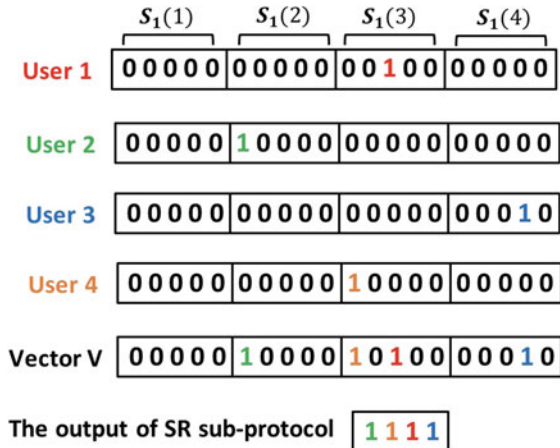 S₁(1) S₁(2) S₁(3) S₁(4)
User 1 00000 00000 00100 00000
User 2 00000 10000 00000 00000
User 3 00000 00000 00000 00010
User 4 00000 00000 10000 00000
Vector V 00000 10000 10100 00010
The output of SR sub-protocol 1111